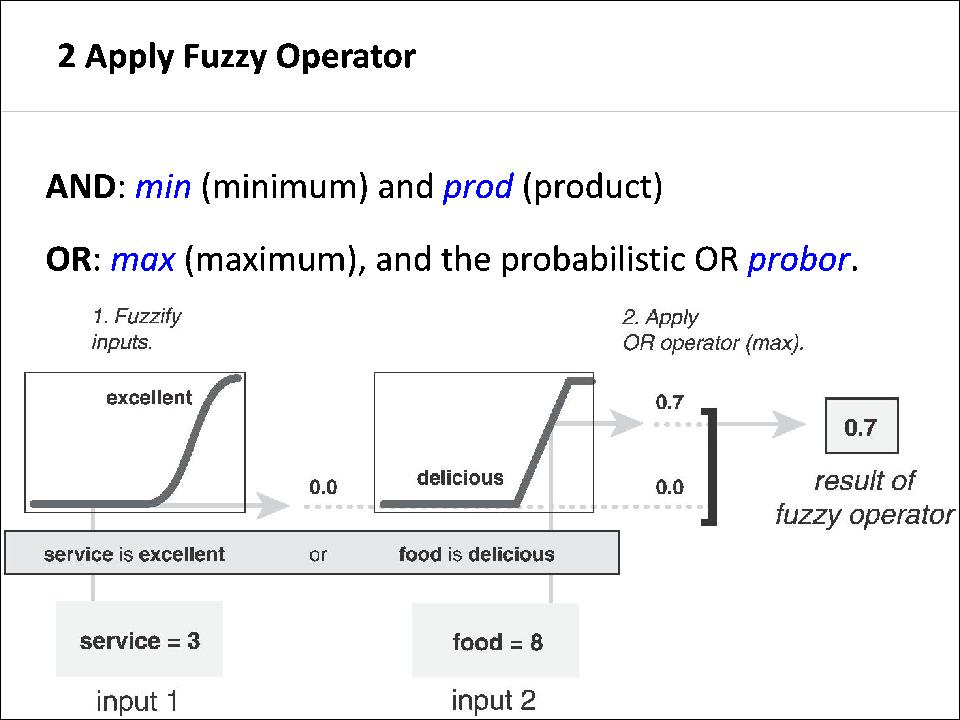 2 Apply Fuzzy Operator
AND: min (minimum) and prod (product)
OR: max (maximum), and the probabilistic OR probor.
1. Fuzzify
inputs.
2. Apply
OR operator (max).
excellent
0.0
delicious
0.7
0.0
0.7
result of
fuzzy operator
service is excellent or food is delicious
service = 3
food = 8
input 1
input 2